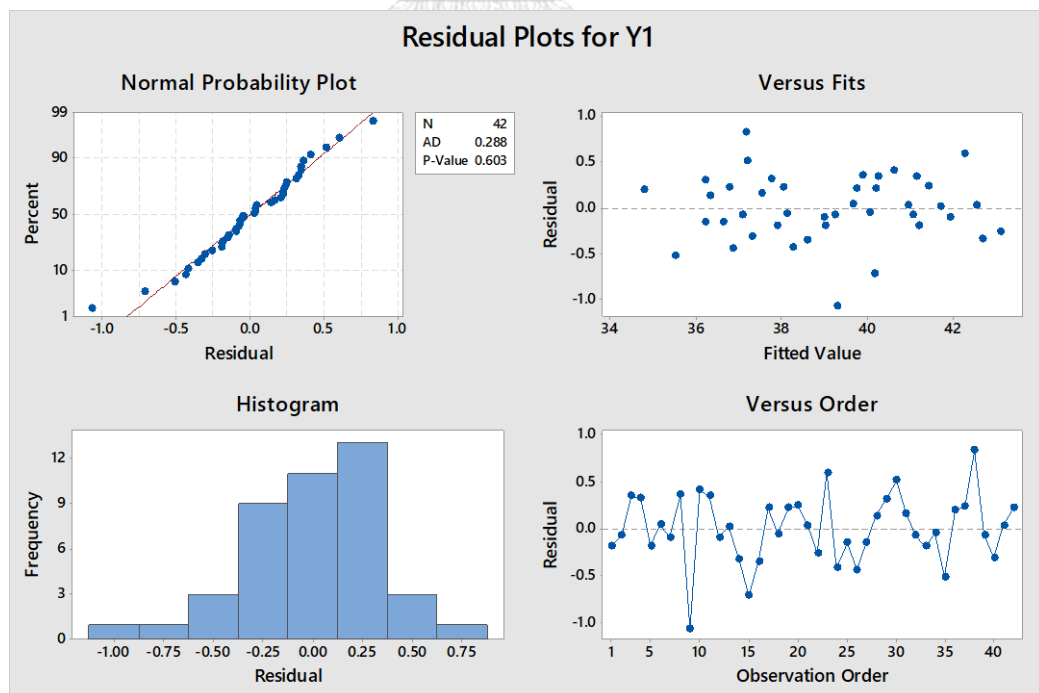 Residual Plots for Y1
Normal Probability Plot
Percent
99
90
50
10
1
-1.0 -0.5 0.0 0.5 1.0
Residual
N 42
AD 0.288
P-Value 0.603
Versus Fits
Residual
1.0
0.5
0.0
-0.5
-1.0
34 36 38 40 42
Fitted Value
Histogram
Frequency
12
9
6
3
0
-1.00 -0.75 -0.50 -0.25 0.00 0.25 0.50 0.75
Residual
Versus Order
Residual
1.0
0.5
0.0
-0.5
-1.0
1 5 10 15 20 25 30 35 40
Observation Order